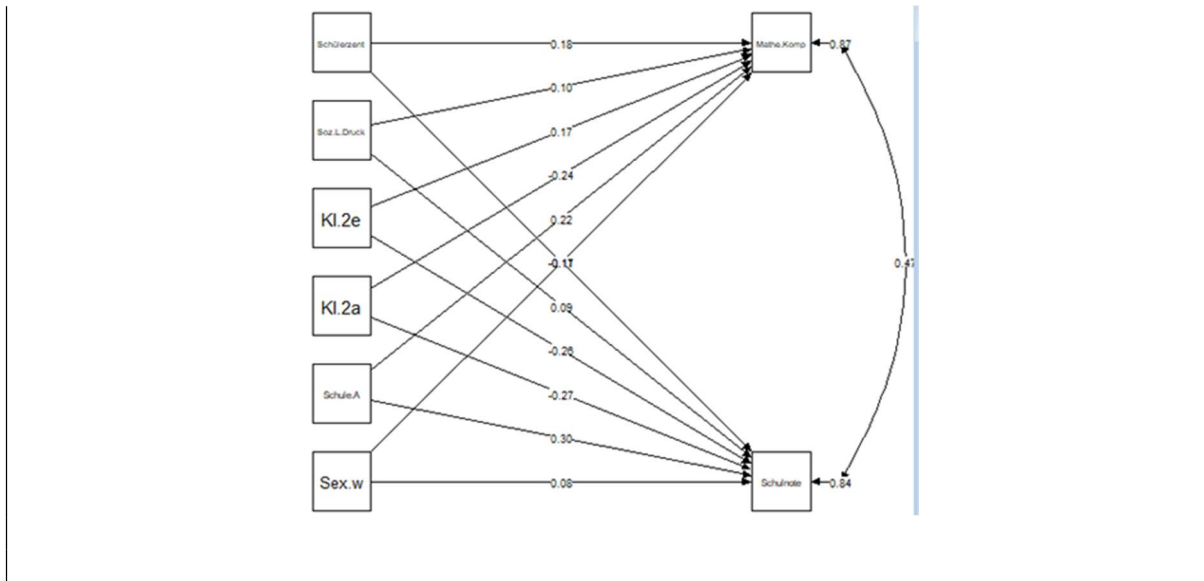 Schülerzent
Mathe.Komp
0.87
0.18
0.10
Soz.L.Druck
0.17
-0.24
Kl.2e
0.22
0.47
0.09
Kl.2a
-0.26
-0.27
Schule.A
0.30
Sex.w
0.08
Schulnote
0.84